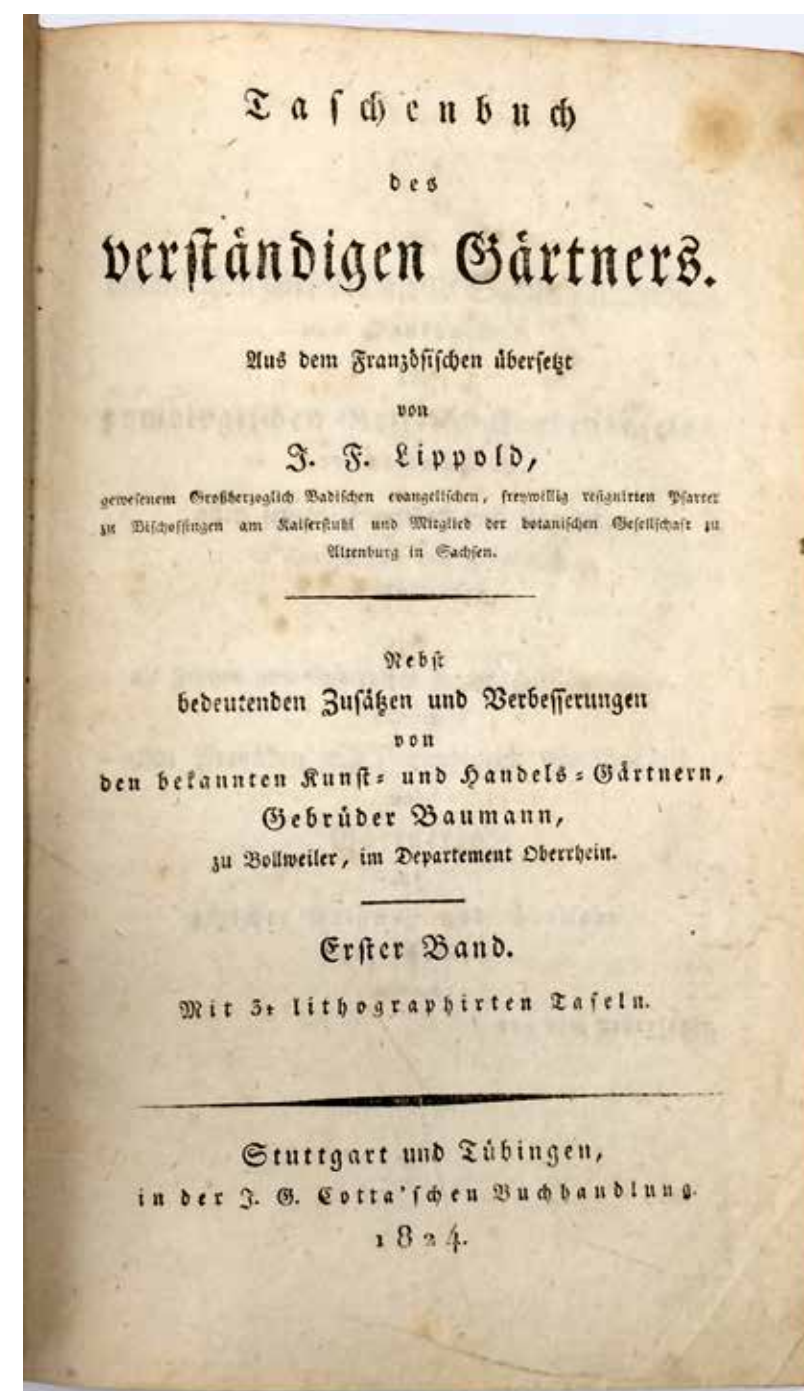 Taschenbuch
des
verständigen Gärtners.
Aus dem Französischen übersetzt
von
J. F. Lippold,
gewesenem Großherzoglich Badischen evangelischen, freywillig resignirten Pfarrer
zu Bischoffingen am Kaiserstuhl und Mitglied der botanischen Gesellschaft zu
Altenburg in Sachsen.
Nebst
bedeutenden Zusätzen und Verbesserungen
von
den bekannten Kunst- und Handels-Gärtnern,
Gebrüder Baumann,
zu Bollweiler, im Departement Oberrhein.
Erster Band.
Mit lithographirten Tafeln.
Stuttgart und Tübingen,
in der J. G. Cotta'schen Buchhandlung.
1824.